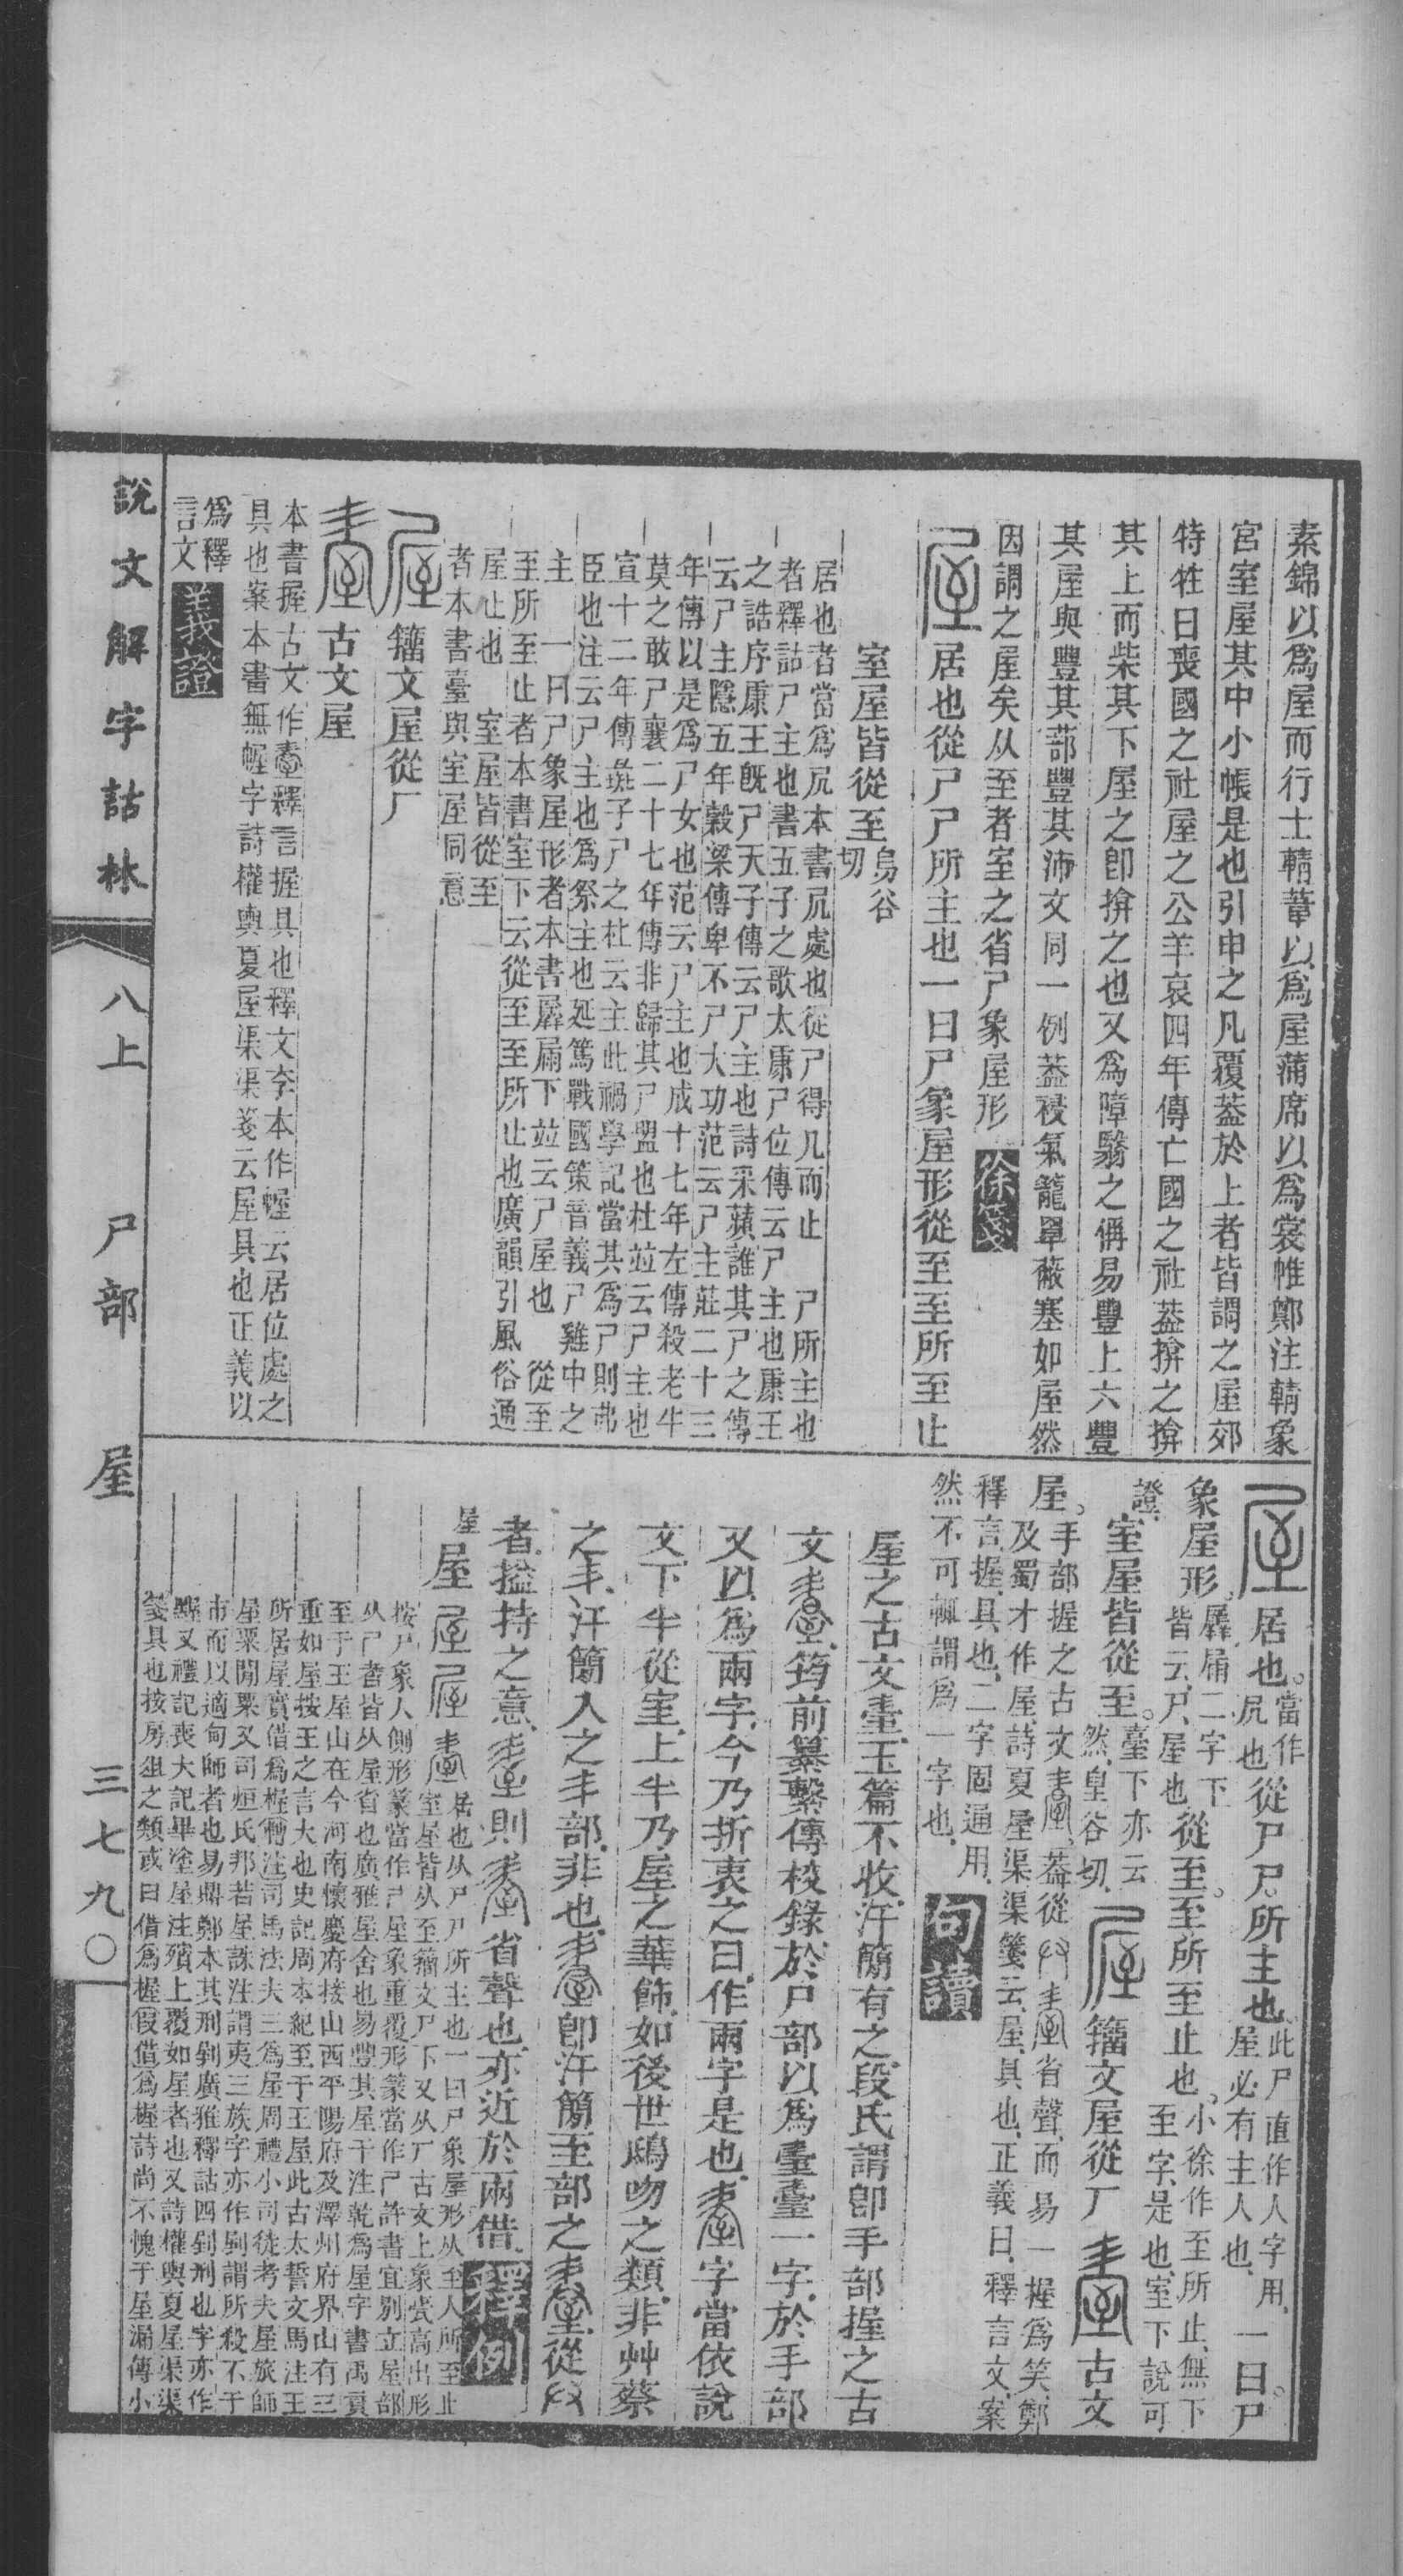 素錦以爲屋而行士輤葦以爲屋蒲席以爲裳帷鄭注輤象
宮室屋其中小帳是也引申之凡覆葢於上者皆謂之屋郊
特牲曰喪國之社屋之公羊哀四年傳亡國之社葢揜之揜
其上而柴其下屋之卽揜之也又爲障翳之偁易豐上六豐
其屋與豐其蔀豐其沛文同一例葢祲氣籠罩蔽塞如屋然
因謂之屋矣从至者室之省尸象屋形 徐箋
居也從尸尸所主也一曰尸象屋形從至至所至止
室屋皆從至烏谷切
居也者當爲凥本書凥處也從尸得几而止 尸所主也
者釋詁尸主也書五子之歌太康尸位傳云尸主也康王
之誥序康王既尸天子傳云尸主也詩采蘋誰其尸之傳
云尸主隱五年穀梁傳卑不尸大功范云尸主莊二十三
年傳以是爲尸女也范云尸主也成十七年左傳殺老牛
莫之敢尸襄二十七年傳非歸其尸盟也杜竝云尸主也
宣十二年傳彘子尸之杜云主此禍學記當其爲尸則弗
臣也注云尸主也爲祭主也延篤戰國策音義尸雞中之
主 一曰尸象屋形者本書屖屚下竝云尸屋也 從至
至所至止者本書室下云從至至所止也廣韻引風俗通
屋止也 室屋皆從至
者本書臺與室屋同意
籒文屋從厂
古文屋
本書握古文作𡒆釋言握具也釋文李本作幄云居位處之
具也案本書無幄字詩權輿夏屋渠渠箋云屋具也正義以
爲釋
言文 義證
居也。當作凥也從尸尸。所主也。此尸直作人字用。屋必有主人也。一曰尸
象屋形。屖屚二字下皆云尸屋也從至。至所至止也。小徐作至所止無下至字是也室下說可
證。室屋皆從至。臺下亦云然皇谷切 籒文屋從厂 古文
屋。手部握之古文葢從省聲而易一握爲笑鄭
及蜀才作屋詩夏屋渠渠箋云屋具也正義曰釋言文案
釋言握具也二字固通用
然不可輒謂爲一字也 句讀
屋之古文𡒆玉篇不收汗簡有之段氏謂卽手部握之古
文筠前纂繫傳校錄於尸部以爲臺一字於手部
又以爲兩字今乃折衷之曰作兩字是也字當依說
文下半從室上半乃屋之華飾如後世鴟吻之類非艸蔡
之丯汗簡入之丯部非也卽汗簡至部之從
者搤持之意則省聲也亦近於兩借 釋例
屋 屋 居也从尸尸所主也一曰尸象屋形从至人所至止
室屋皆从至籒文尸下又从厂古文上象甍高出形
按尸象人側形篆當作屋象重覆形篆當作尸許書宜別立屋部
从尸者皆从屋省也廣雅屋舍也易豐其屋干注乾爲屋字書禹貢
至于王屋山在今河南懷慶府接山西平陽府及澤州府界山有三
重如屋按王之言大也史記周本紀至于王屋此古太誓文馬注王
所居屋實借爲幄司馬法夫三爲屋周禮小司徒考夫屋旅師
屋粟閒粟又司烜氏邦若屋誅注謂夷三族字亦作剭謂所殺不于
市而以適甸師者也易鼎鄭本其刑剭廣雅釋詁四剭刑也字亦作
又禮記喪大記畢塗屋注殯上覆如屋者也又詩權輿夏屋渠渠
箋具也按房俎之類或曰借爲握假借爲幄詩尚不愧于屋漏傳小
說文解字詁林 八上 尸部 屋 三七九〇